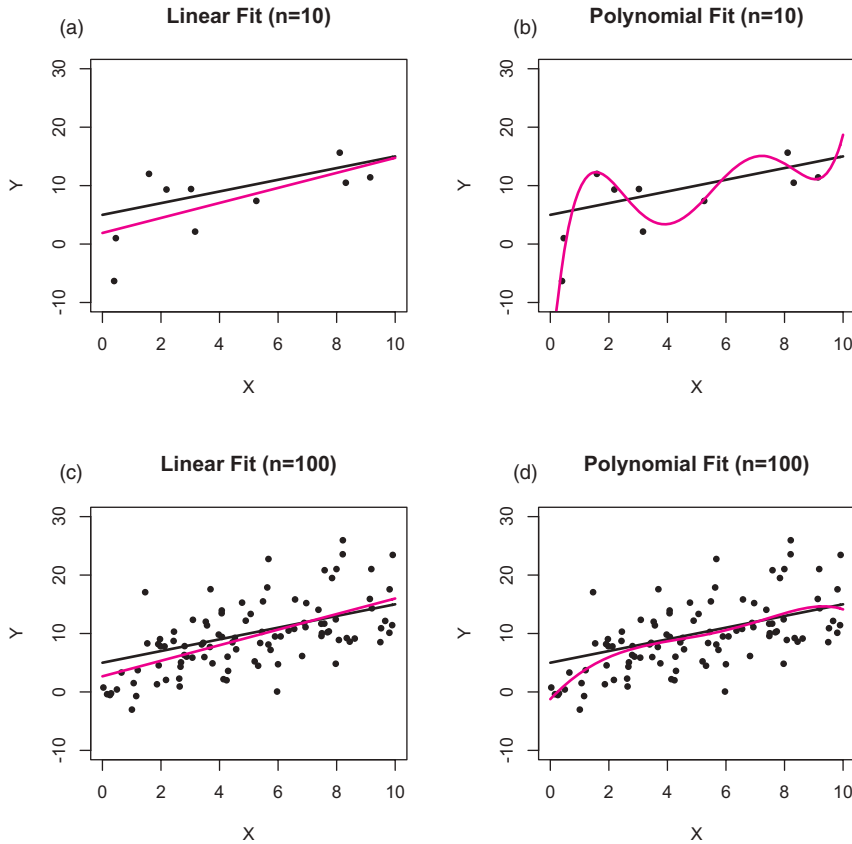 (a)
Linear Fit (n=10)
30
20
10
0
-10
Y
0 2 4 6 8 10
X
(b)
Polynomial Fit (n=10)
30
20
10
0
-10
Y
0 2 4 6 8 10
X
(c)
Linear Fit (n=100)
30
20
10
0
-10
Y
0 2 4 6 8 10
X
(d)
Polynomial Fit (n=100)
30
20
10
0
-10
Y
0 2 4 6 8 10
X